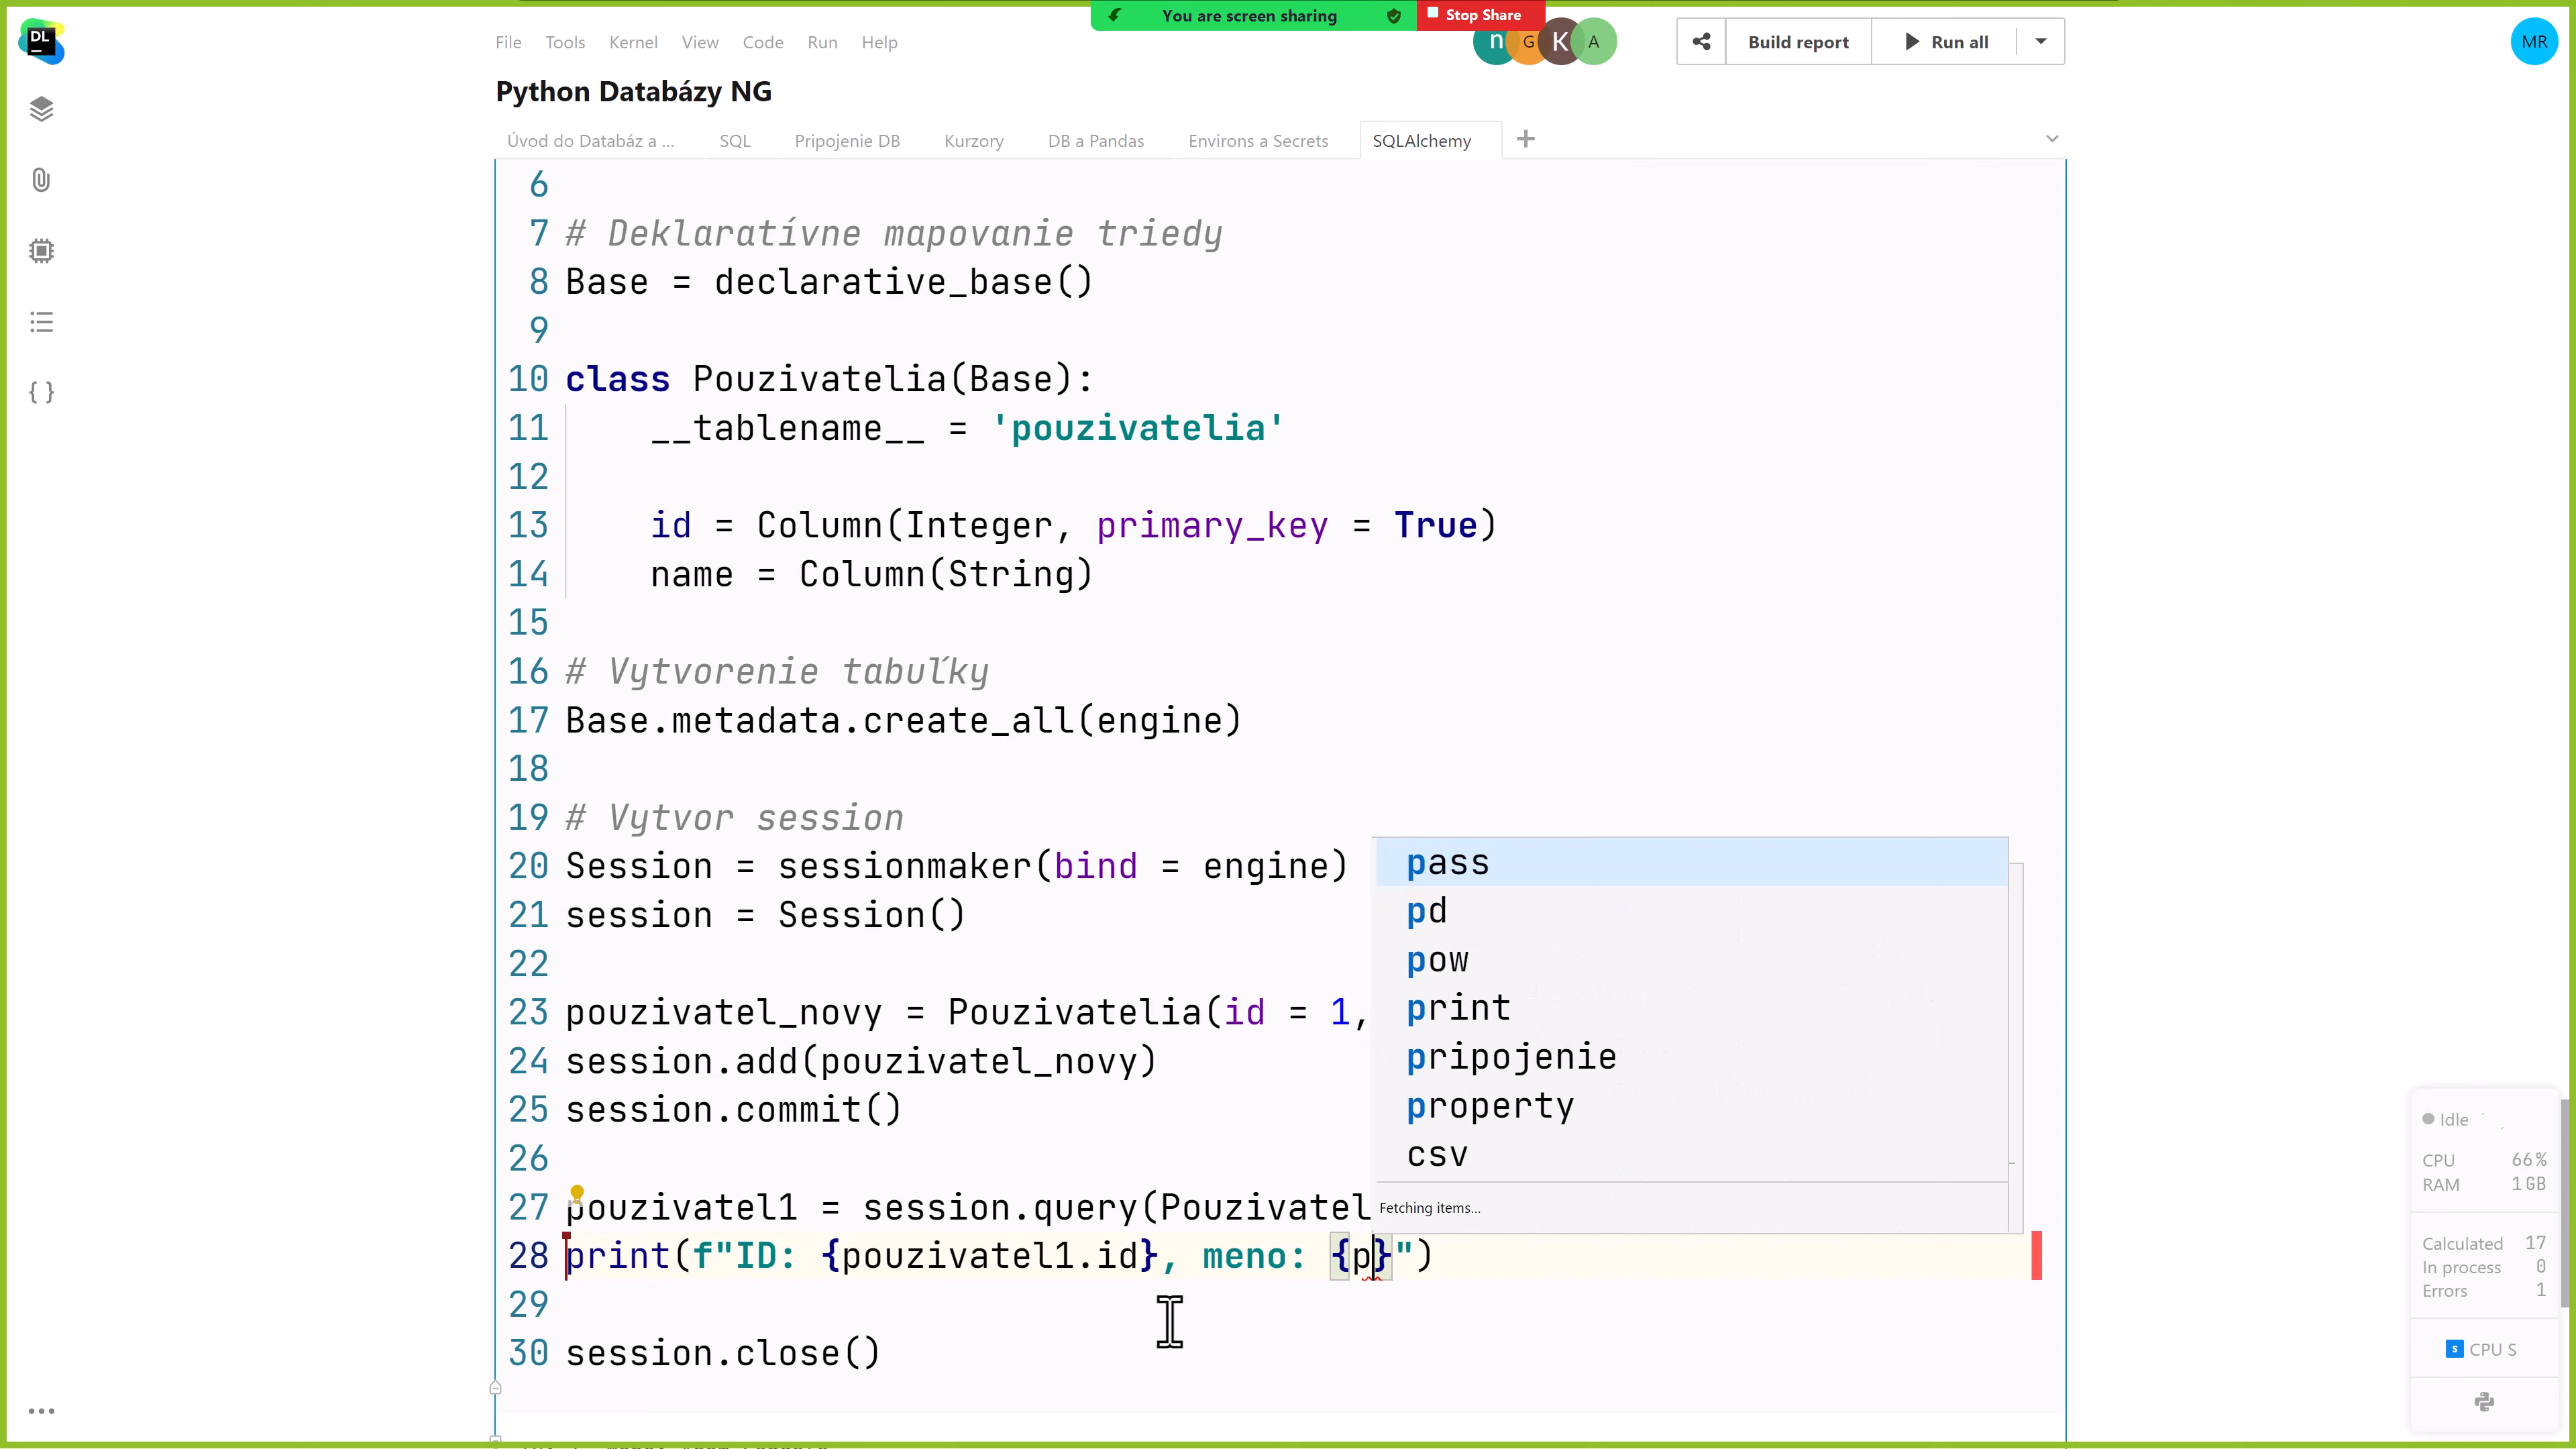 You are screen sharing
Stop Share
DL
File Tools Kernel View Code Run Help
n G K A
Build report
Run all
MR
Python Databázy NG
Úvod do Databáz a ... SQL Pripojenie DB Kurzory DB a Pandas Environs a Secrets SQLAlchemy
6
7 # Deklaratívne mapovanie triedy
8 Base = declarative_base()
9
10 class Pouzivatelia(Base):
11 __tablename__ = 'pouzivatelia'
12
13 id = Column(Integer, primary_key = True)
14 name = Column(String)
15
16 # Vytvorenie tabuľky
17 Base.metadata.create_all(engine)
18
19 # Vytvor session
20 Session = sessionmaker(bind = engine)
21 session = Session()
22
23 pouzivatel_novy = Pouzivatelia(id = 1,
24 session.add(pouzivatel_novy)
25 session.commit()
26
27 pouzivatel1 = session.query(Pouzivatel
28 print(f"ID: {pouzivatel1.id}, meno: {p}")
29
30 session.close()
pass
pd
pow
print
pripojenie
property
csv
Fetching items...
Idle
CPU 66%
RAM 1 GB
Calculated 17
In process 0
Errors 1
S CPU S